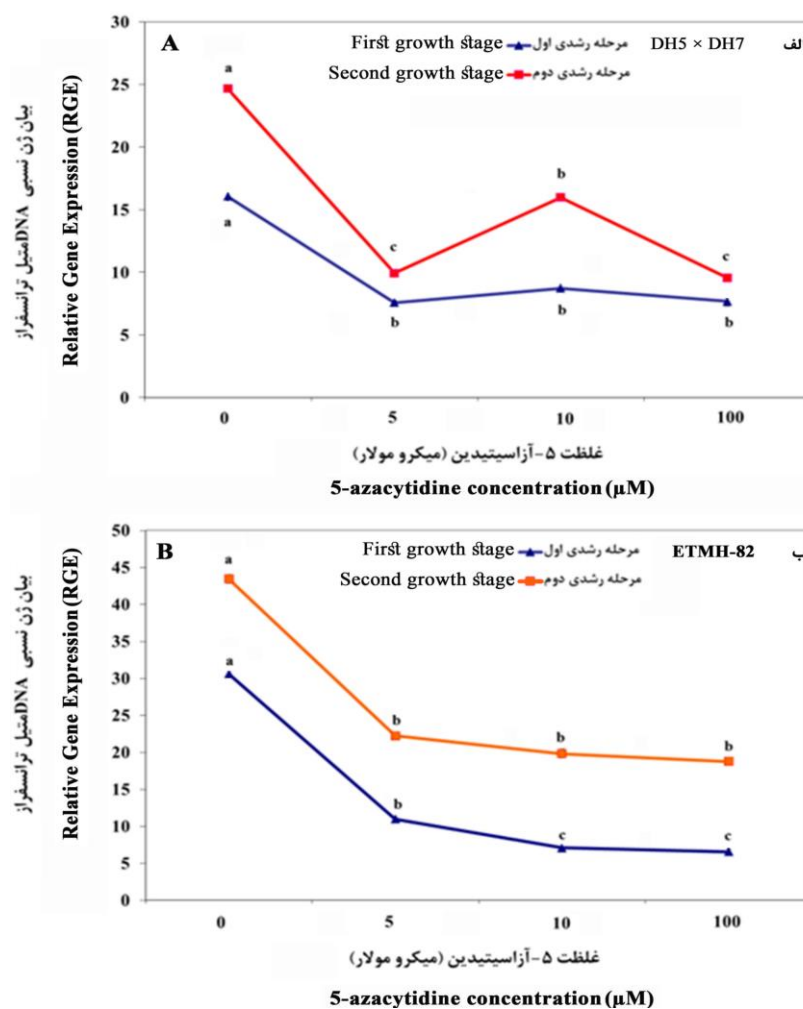 30 A First growth stage مرحله رشدی اول DH5 × DH7 الف
Second growth stage مرحله رشدی دوم
a
25
20
b
15
a
c
c
10
b
b
b
5
0
0 5 10 100
غلظت ۵-آزاسیتیدین (میکرو مولار)
5-azacytidine concentration (µM)
بیان ژن نسبی DNAمتیل ترانسفراز
Relative Gene Expression (RGE)
50
B First growth stage مرحله رشدی اول ETMH-82 ب
a
45
Second growth stage مرحله رشدی دوم
40
35
a
30
25
b
b
b
20
15
b
10
c
c
5
0
0 5 10 100
غلظت ۵-آزاسیتیدین (میکرو مولار)
5-azacytidine concentration (µM)
بیان ژن نسبی DNAمتیل ترانسفراز
Relative Gene Expression (RGE)